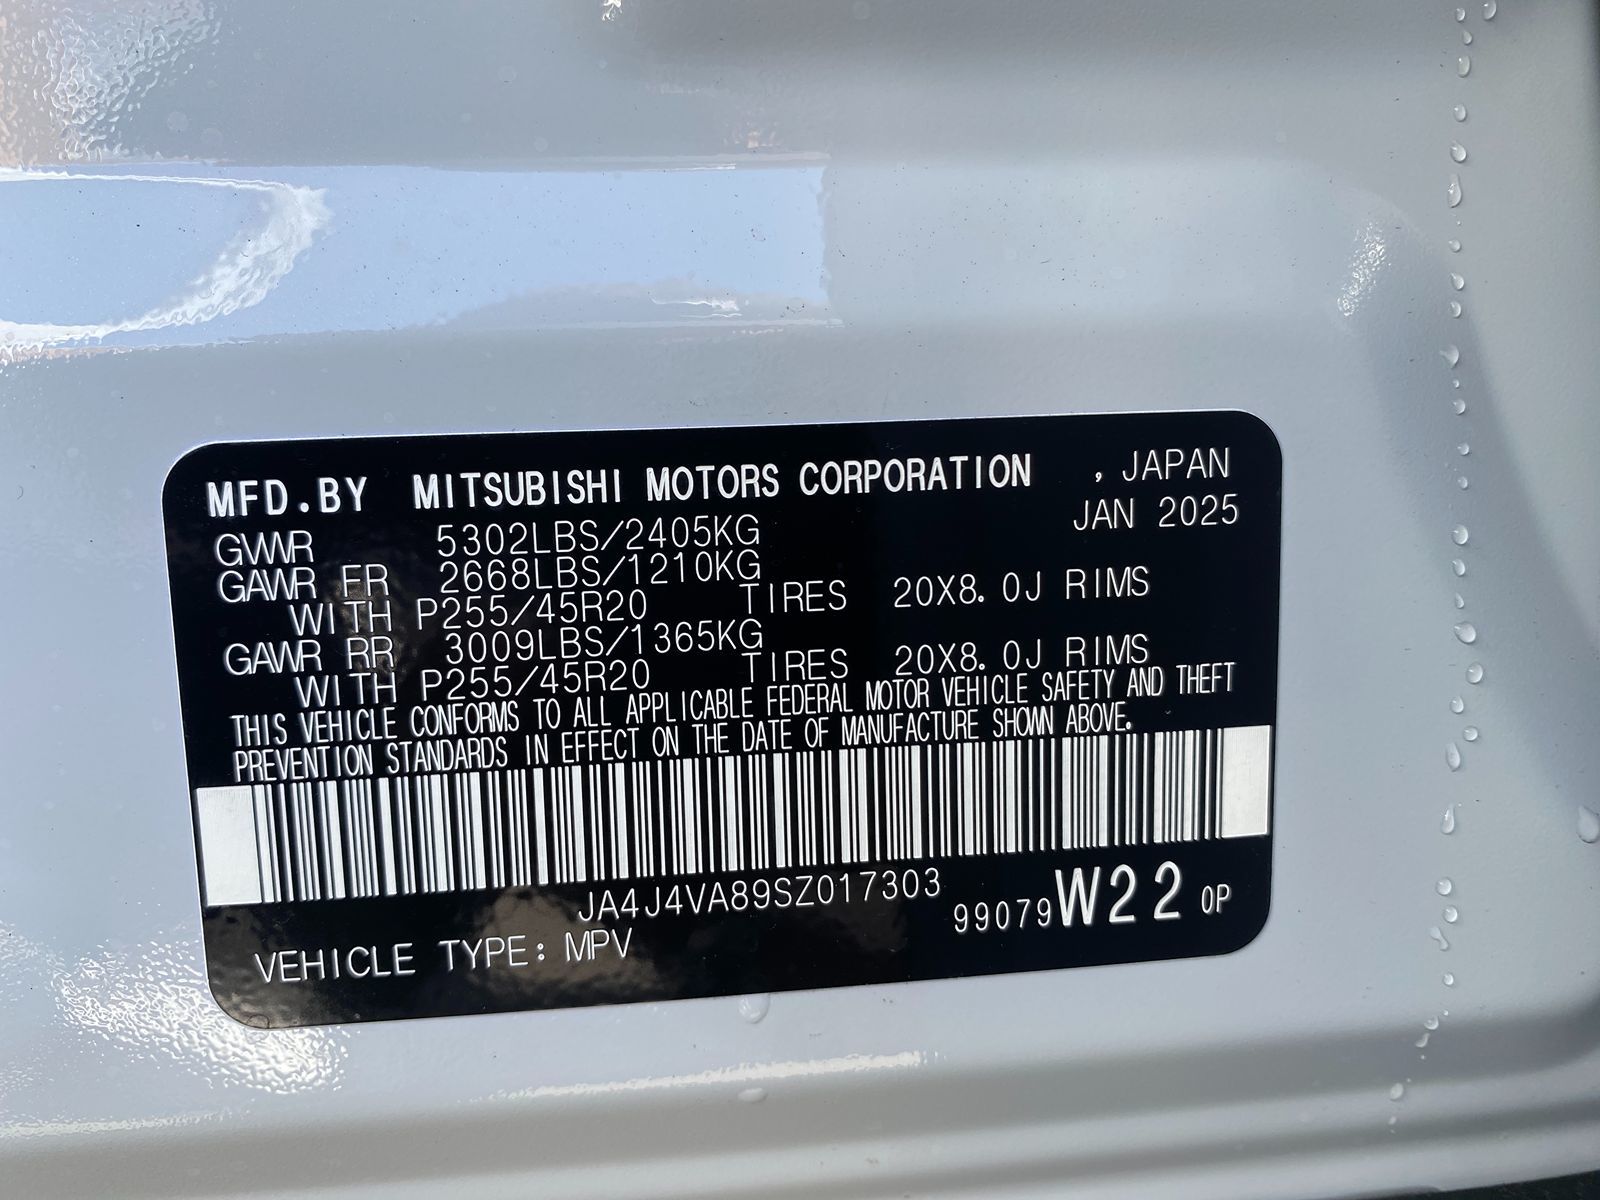 MFD.BY MITSUBISHI MOTORS CORPORATION , JAPAN
JAN 2025
GVWR 5302LBS/2405KG
GAWR FR 2668LBS/1210KG
WITH P255/45R20 TIRES 20X8.0J RIMS
GAWR RR 3009LBS/1365KG
WITH P255/45R20 TIRES 20X8.0J RIMS
THIS VEHICLE CONFORMS TO ALL APPLICABLE FEDERAL MOTOR VEHICLE SAFETY AND THEFT
PREVENTION STANDARDS IN EFFECT ON THE DATE OF MANUFACTURE SHOWN ABOVE.
JA4J4VA89SZ017303
99079 W22 0P
VEHICLE TYPE: MPV